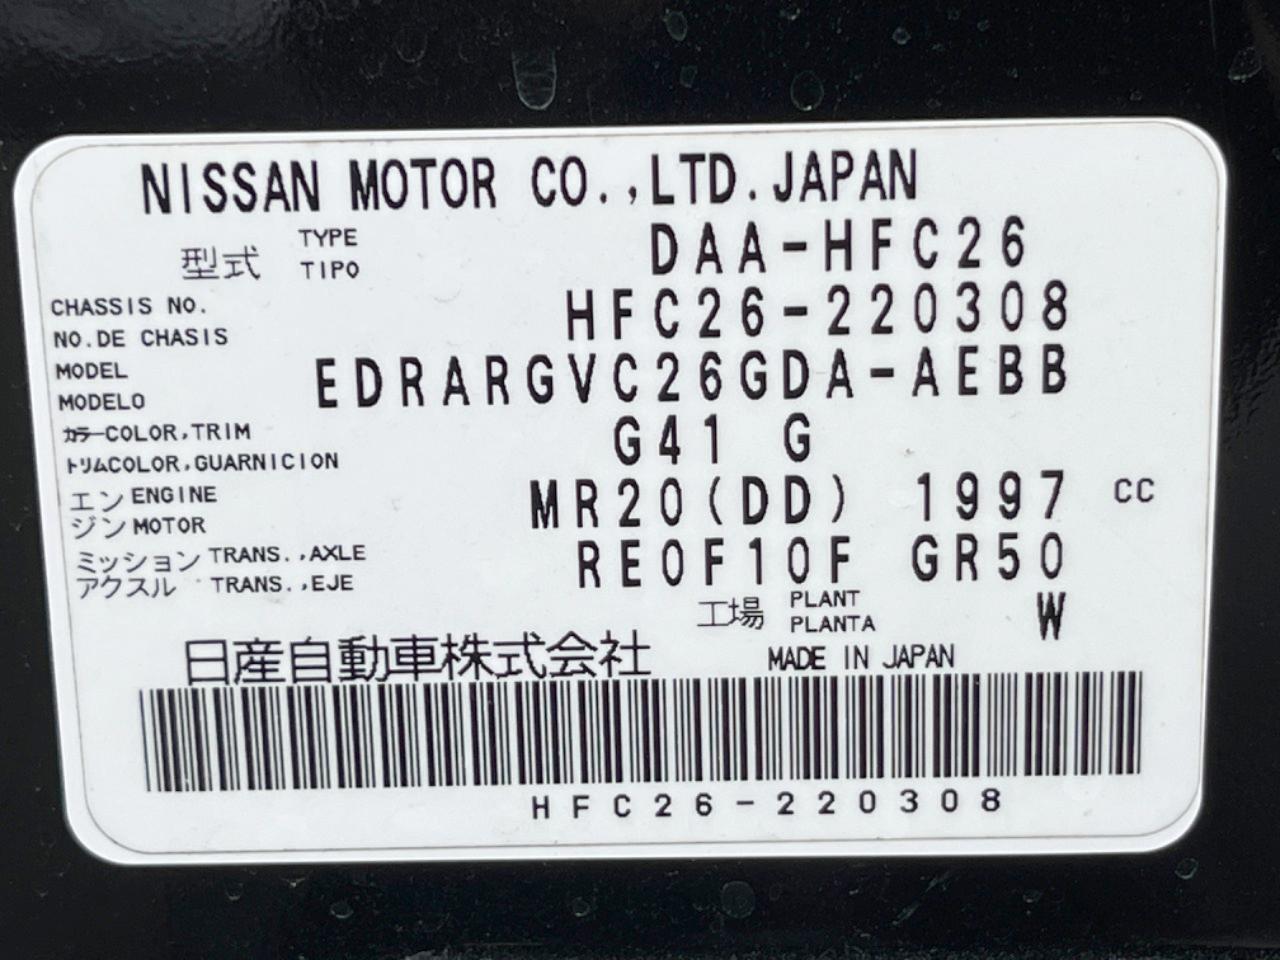 NISSAN MOTOR CO.,LTD.JAPAN
型式 TYPE TIPO DAA-HFC26
CHASSIS NO.
NO.DE CHASIS HFC26-220308
MODEL
MODELO EDRARGVC26GDA-AEBB
カラーCOLOR,TRIM
トリムCOLOR,GUARNICION G41 G
エンジン ENGINE MOTOR MR20(DD) 1997 CC
ミッション TRANS.,AXLE
アクスル TRANS.,EJE RE0F10F GR50
工場 PLANT PLANTA W
日産自動車株式会社 MADE IN JAPAN
HFC26-220308